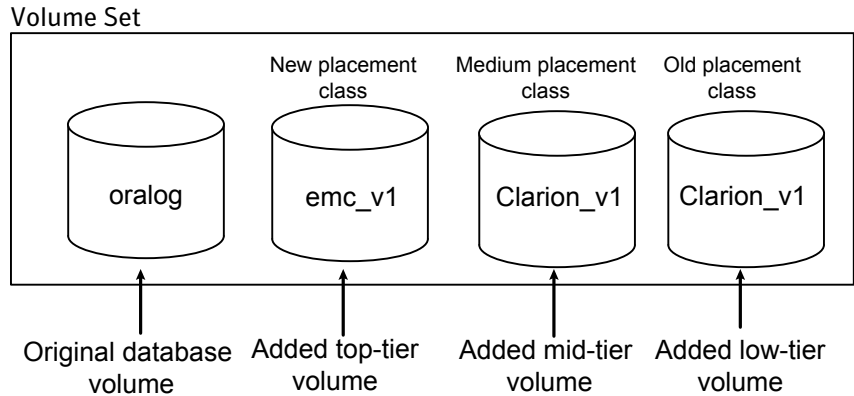 Volume Set
New placement
class
Medium placement
class
Old placement
class
oralog
emc_v1
Clarion_v1
Clarion_v1
Original database
volume
Added top-tier
volume
Added mid-tier
volume
Added low-tier
volume